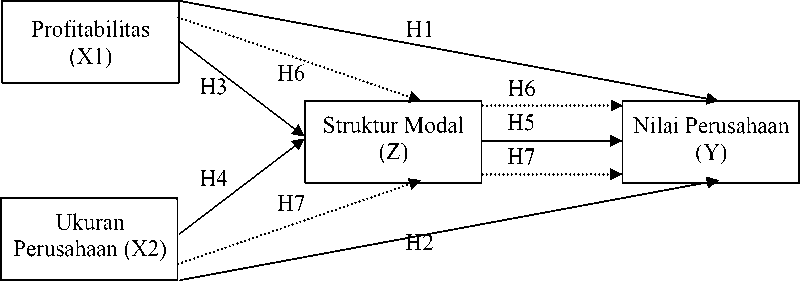 Profitabilitas
(X1)
H1
H6
H3
H6
Struktur Modal
(Z)
H5
Nilai Perusahaan
(Y)
H4
H7
H7
Ukuran
Perusahaan (X2)
H2